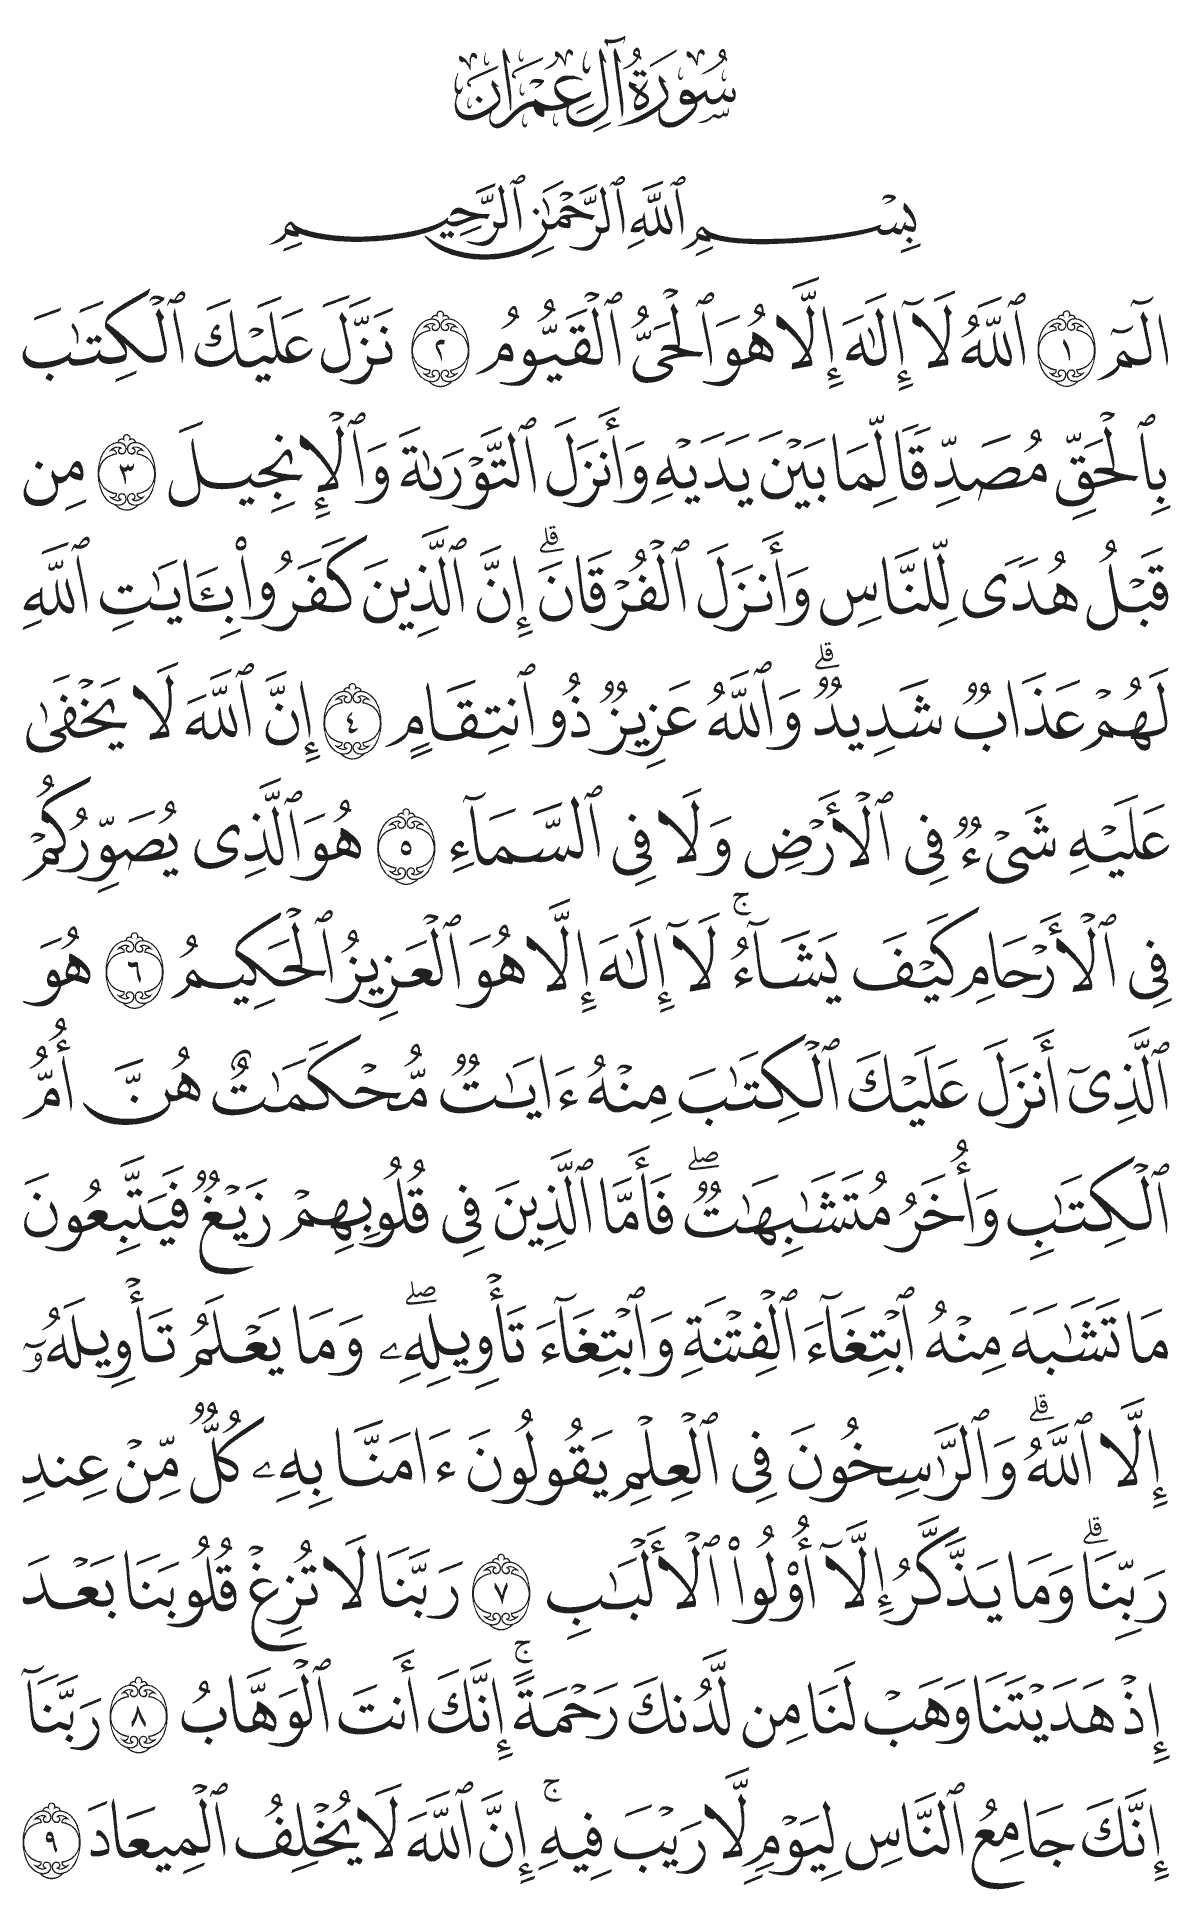 سُورَةُ آلِ عِمْرَان
بِسْمِ ٱللَّهِ ٱلرَّحْمَٰنِ ٱلرَّحِيمِ
الٓمٓ ١ ٱللَّهُ لَآ إِلَٰهَ إِلَّا هُوَ ٱلْحَىُّ ٱلْقَيُّومُ ٢ نَزَّلَ عَلَيْكَ ٱلْكِتَٰبَ
بِٱلْحَقِّ مُصَدِّقًا لِّمَا بَيْنَ يَدَيْهِ وَأَنزَلَ ٱلتَّوْرَىٰةَ وَٱلْإِنجِيلَ ٣ مِن
قَبْلُ هُدًى لِّلنَّاسِ وَأَنزَلَ ٱلْفُرْقَانَ ۗ إِنَّ ٱلَّذِينَ كَفَرُوا۟ بِـَٔايَٰتِ ٱللَّهِ
لَهُمْ عَذَابٌ شَدِيدٌ ۗ وَٱللَّهُ عَزِيزٌ ذُو ٱنتِقَامٍ ٤ إِنَّ ٱللَّهَ لَا يَخْفَىٰ
عَلَيْهِ شَىْءٌ فِى ٱلْأَرْضِ وَلَا فِى ٱلسَّمَآءِ ٥ هُوَ ٱلَّذِى يُصَوِّرُكُمْ
فِى ٱلْأَرْحَامِ كَيْفَ يَشَآءُ ۚ لَآ إِلَٰهَ إِلَّا هُوَ ٱلْعَزِيزُ ٱلْحَكِيمُ ٦ هُوَ
ٱلَّذِىٓ أَنزَلَ عَلَيْكَ ٱلْكِتَٰبَ مِنْهُ ءَايَٰتٌ مُّحْكَمَٰتٌ هُنَّ أُمُّ
ٱلْكِتَٰبِ وَأُخَرُ مُتَشَٰبِهَٰتٌ ۖ فَأَمَّا ٱلَّذِينَ فِى قُلُوبِهِمْ زَيْغٌ فَيَتَّبِعُونَ
مَا تَشَٰبَهَ مِنْهُ ٱبْتِغَآءَ ٱلْفِتْنَةِ وَٱبْتِغَآءَ تَأْوِيلِهِۦ ۖ وَمَا يَعْلَمُ تَأْوِيلَهُۥٓ
إِلَّا ٱللَّهُ ۗ وَٱلرَّٰسِخُونَ فِى ٱلْعِلْمِ يَقُولُونَ ءَامَنَّا بِهِۦ كُلٌّ مِّنْ عِندِ
رَبِّنَا ۗ وَمَا يَذَّكَّرُ إِلَّآ أُو۟لُوا۟ ٱلْأَلْبَٰبِ ٧ رَبَّنَا لَا تُزِغْ قُلُوبَنَا بَعْدَ
إِذْ هَدَيْتَنَا وَهَبْ لَنَا مِن لَّدُنكَ رَحْمَةً ۚ إِنَّكَ أَنتَ ٱلْوَهَّابُ ٨ رَبَّنَآ
إِنَّكَ جَامِعُ ٱلنَّاسِ لِيَوْمٍ لَّا رَيْبَ فِيهِ ۚ إِنَّ ٱللَّهَ لَا يُخْلِفُ ٱلْمِيعَادَ ٩